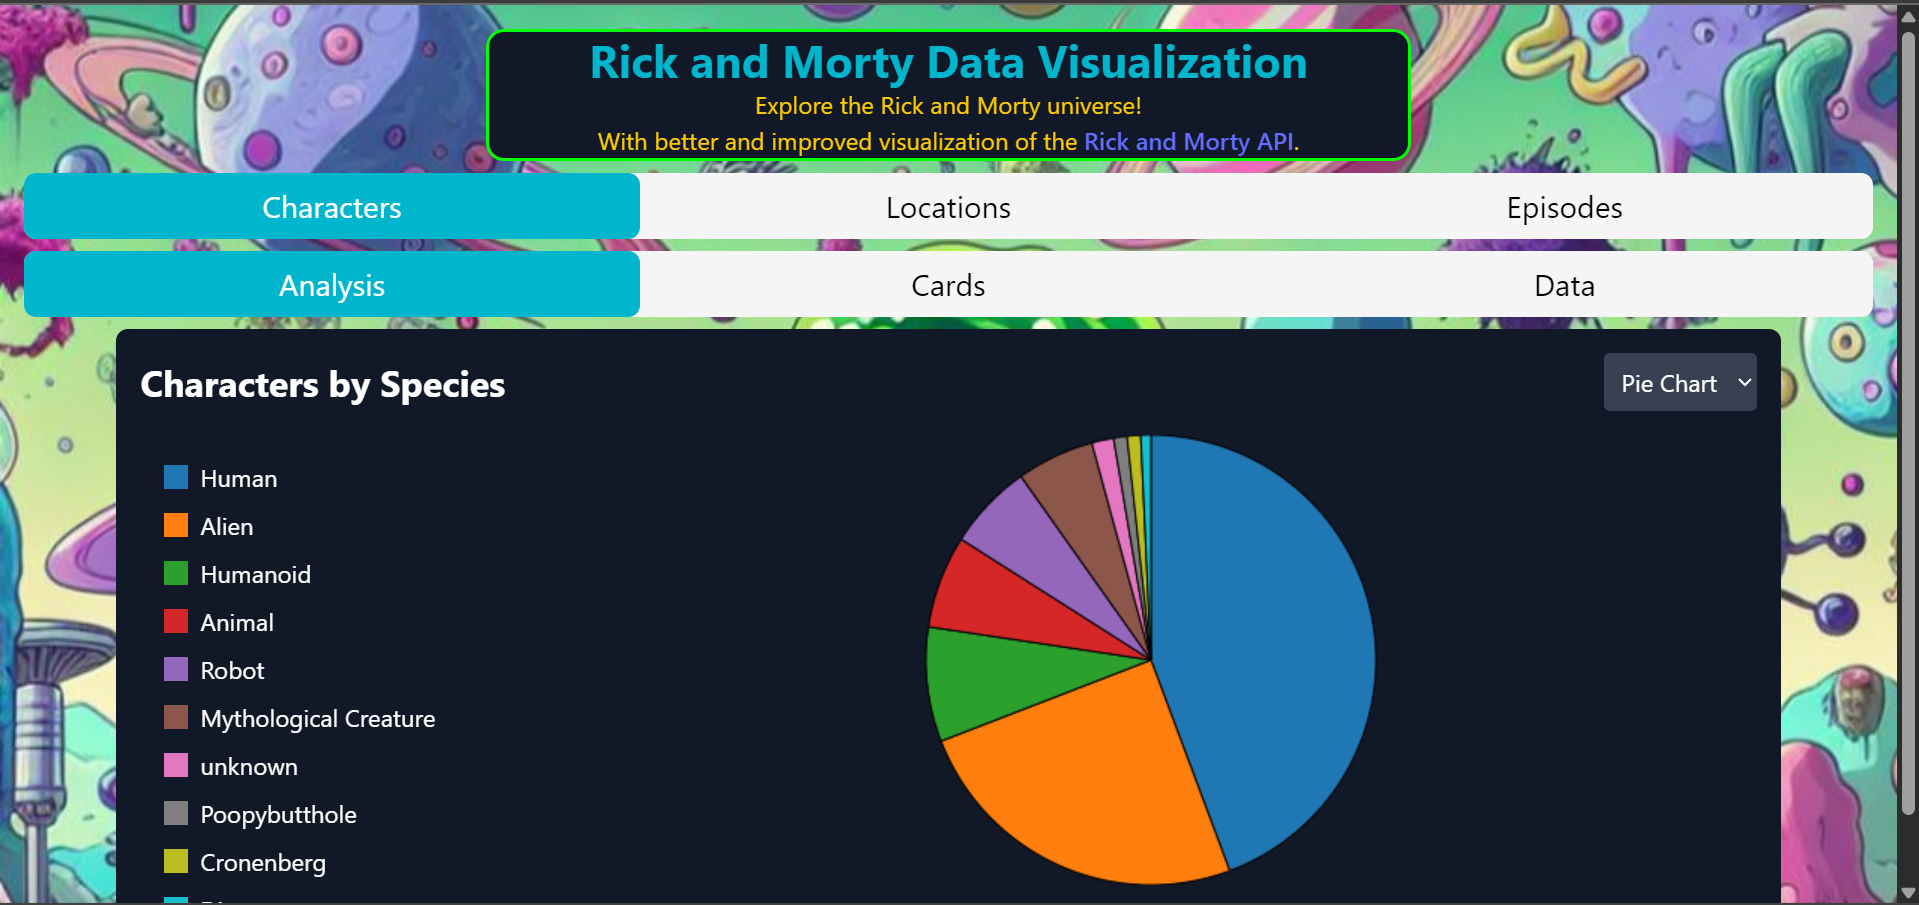 Rick and Morty Data Visualization
Explore the Rick and Morty universe!
With better and improved visualization of the Rick and Morty API.
Characters Locations Episodes
Analysis Cards Data
Characters by Species Pie Chart
Human
Alien
Humanoid
Animal
Robot
Mythological Creature
unknown
Poopybutthole
Cronenberg